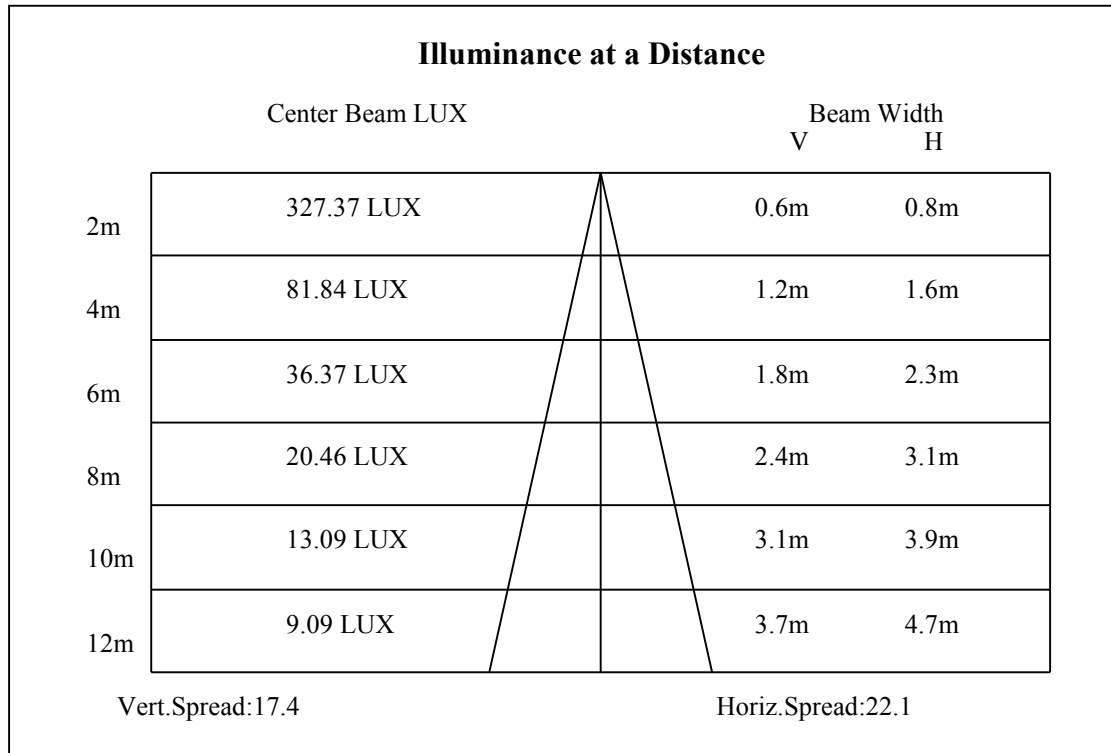 Illuminance at a Distance
Center Beam LUX Beam Width
V H
2m 327.37 LUX 0.6m 0.8m
4m 81.84 LUX 1.2m 1.6m
6m 36.37 LUX 1.8m 2.3m
8m 20.46 LUX 2.4m 3.1m
10m 13.09 LUX 3.1m 3.9m
12m 9.09 LUX 3.7m 4.7m
Vert.Spread:17.4 Horiz.Spread:22.1